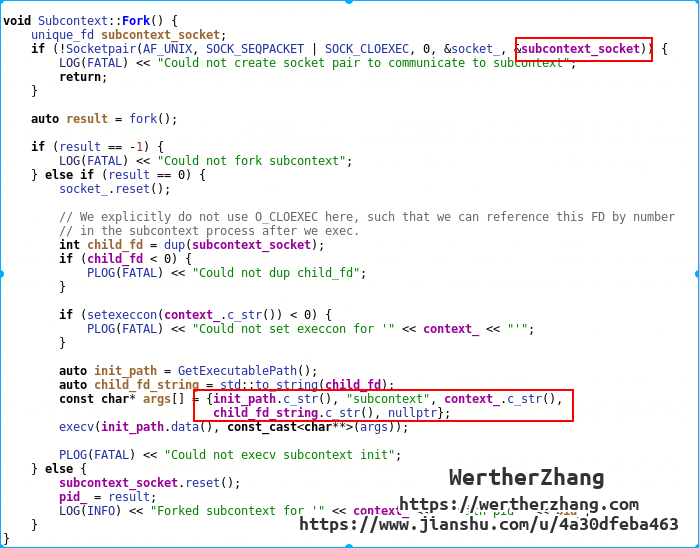 void Subcontext::Fork() {
    unique_fd subcontext_socket;
    if (!Socketpair(AF_UNIX, SOCK_SEQPACKET | SOCK_CLOEXEC, 0, &socket_, &subcontext_socket)) {
        LOG(FATAL) << "Could not create socket pair to communicate to subcontext";
        return;
    }

    auto result = fork();

    if (result == -1) {
        LOG(FATAL) << "Could not fork subcontext";
    } else if (result == 0) {
        socket_.reset();

        // We explicitly do not use O_CLOEXEC here, such that we can reference this FD by number
        // in the subcontext process after we exec.
        int child_fd = dup(subcontext_socket);
        if (child_fd < 0) {
            PLOG(FATAL) << "Could not dup child_fd";
        }

        if (setexeccon(context_.c_str()) < 0) {
            PLOG(FATAL) << "Could not set execcon for '" << context_ << "'";
        }

        auto init_path = GetExecutablePath();
        auto child_fd_string = std::to_string(child_fd);
        const char* args[] = {init_path.c_str(), "subcontext", context_.c_str(),
                              child_fd_string.c_str(), nullptr};
        execv(init_path.data(), const_cast<char**>(args));

        PLOG(FATAL) << "Could not execv subcontext init";
    } else {
        subcontext_socket.reset();
        pid_ = result;
        LOG(INFO) << "Forked subcontext for '" << context_
    }
}
WertherZhang
https://wertherzhang.com
https://www.jianshu.com/u/4a30dfeba463